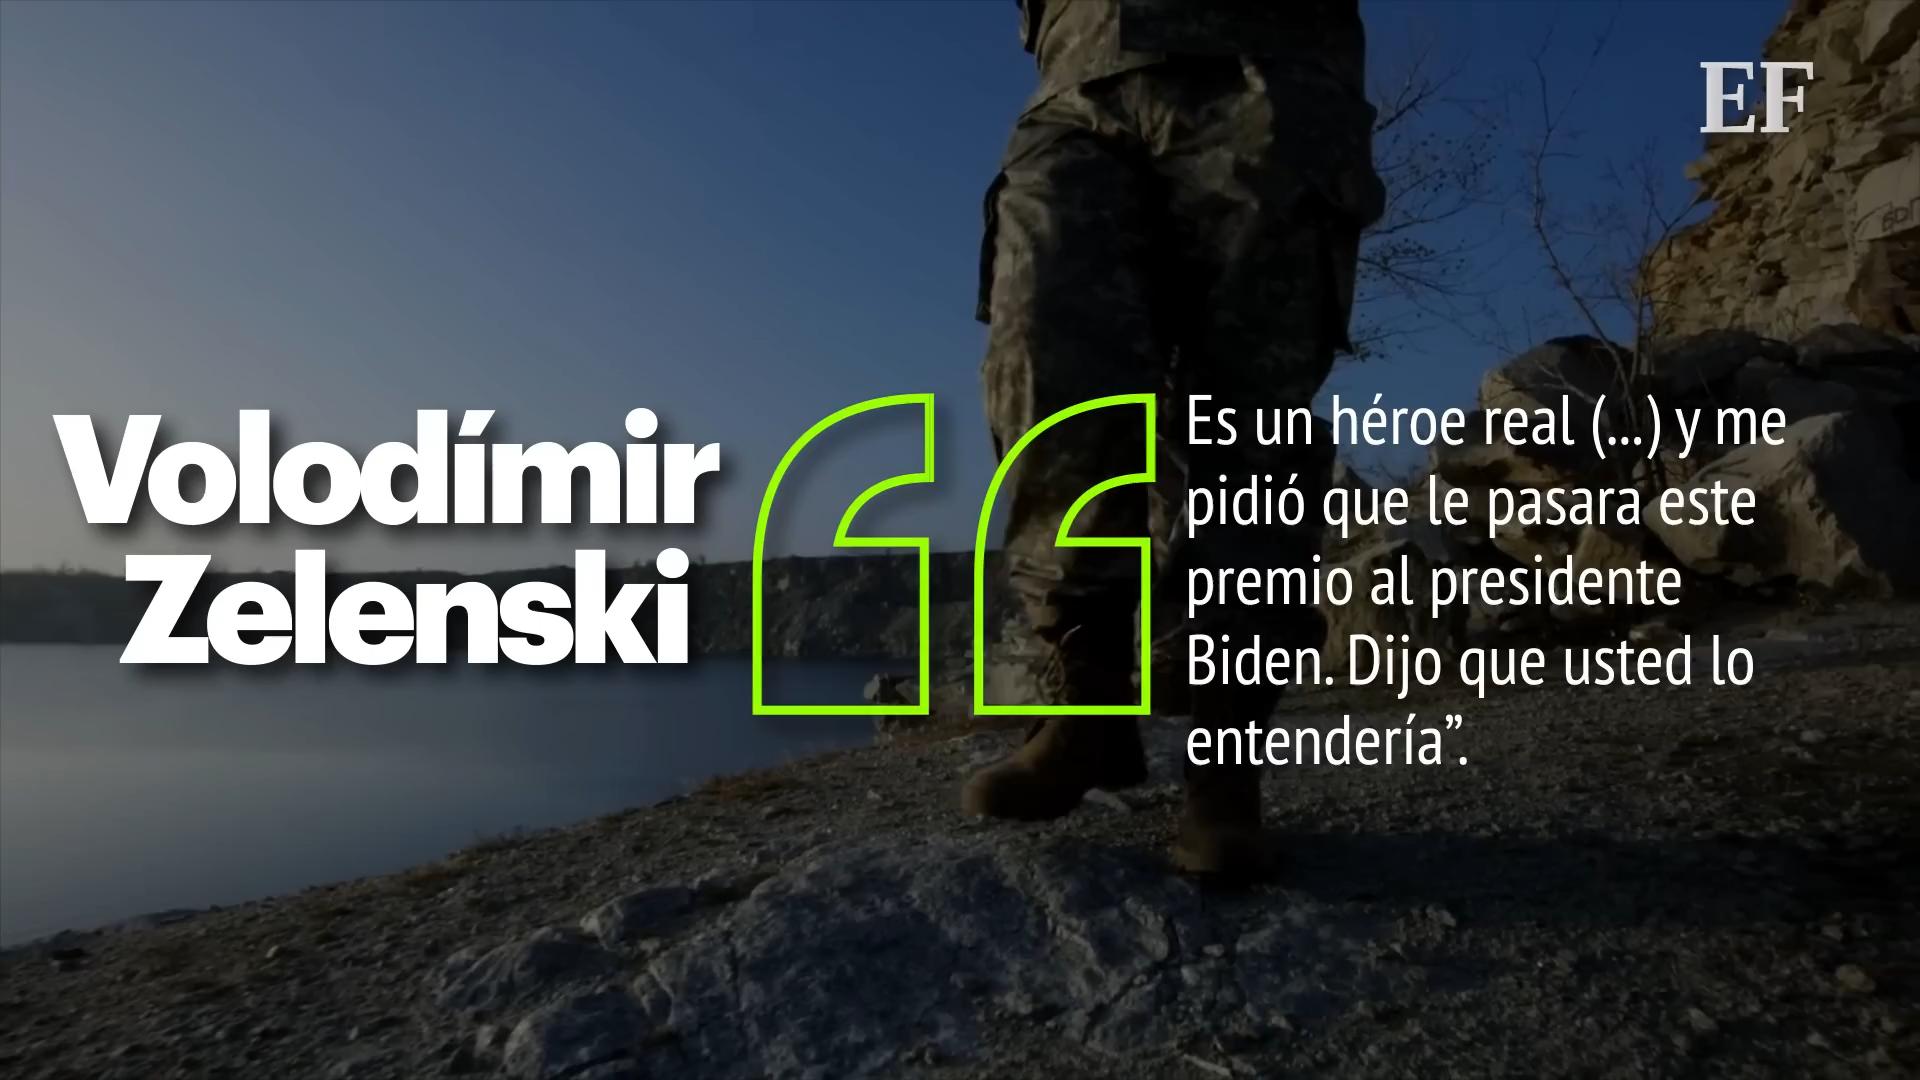 EF
Volodímir
Zelenski
Es un héroe real (...) y me
pidió que le pasara este
premio al presidente
Biden. Dijo que usted lo
entendería”.